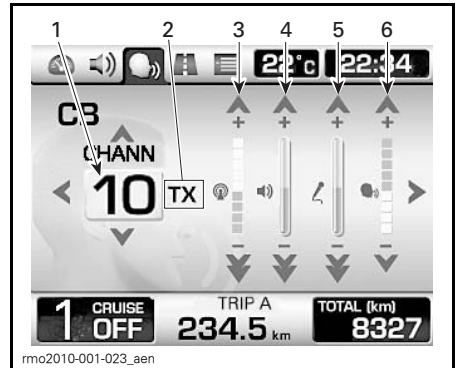 1 2 3 4 5 6
22°c 22:34
CB
CHANN
10 TX
+ + + +
− − − −
1 CRUISE OFF
TRIP A
234.5 km
TOTAL (km)
8327
rmo2010-001-023_aen